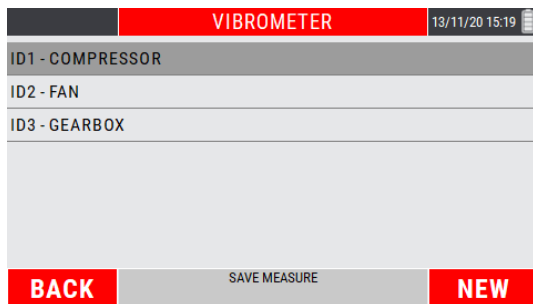 VIBROMETER
13/11/20 15:19
ID1 - COMPRESSOR
ID2 - FAN
ID3 - GEARBOX
BACK
SAVE MEASURE
NEW